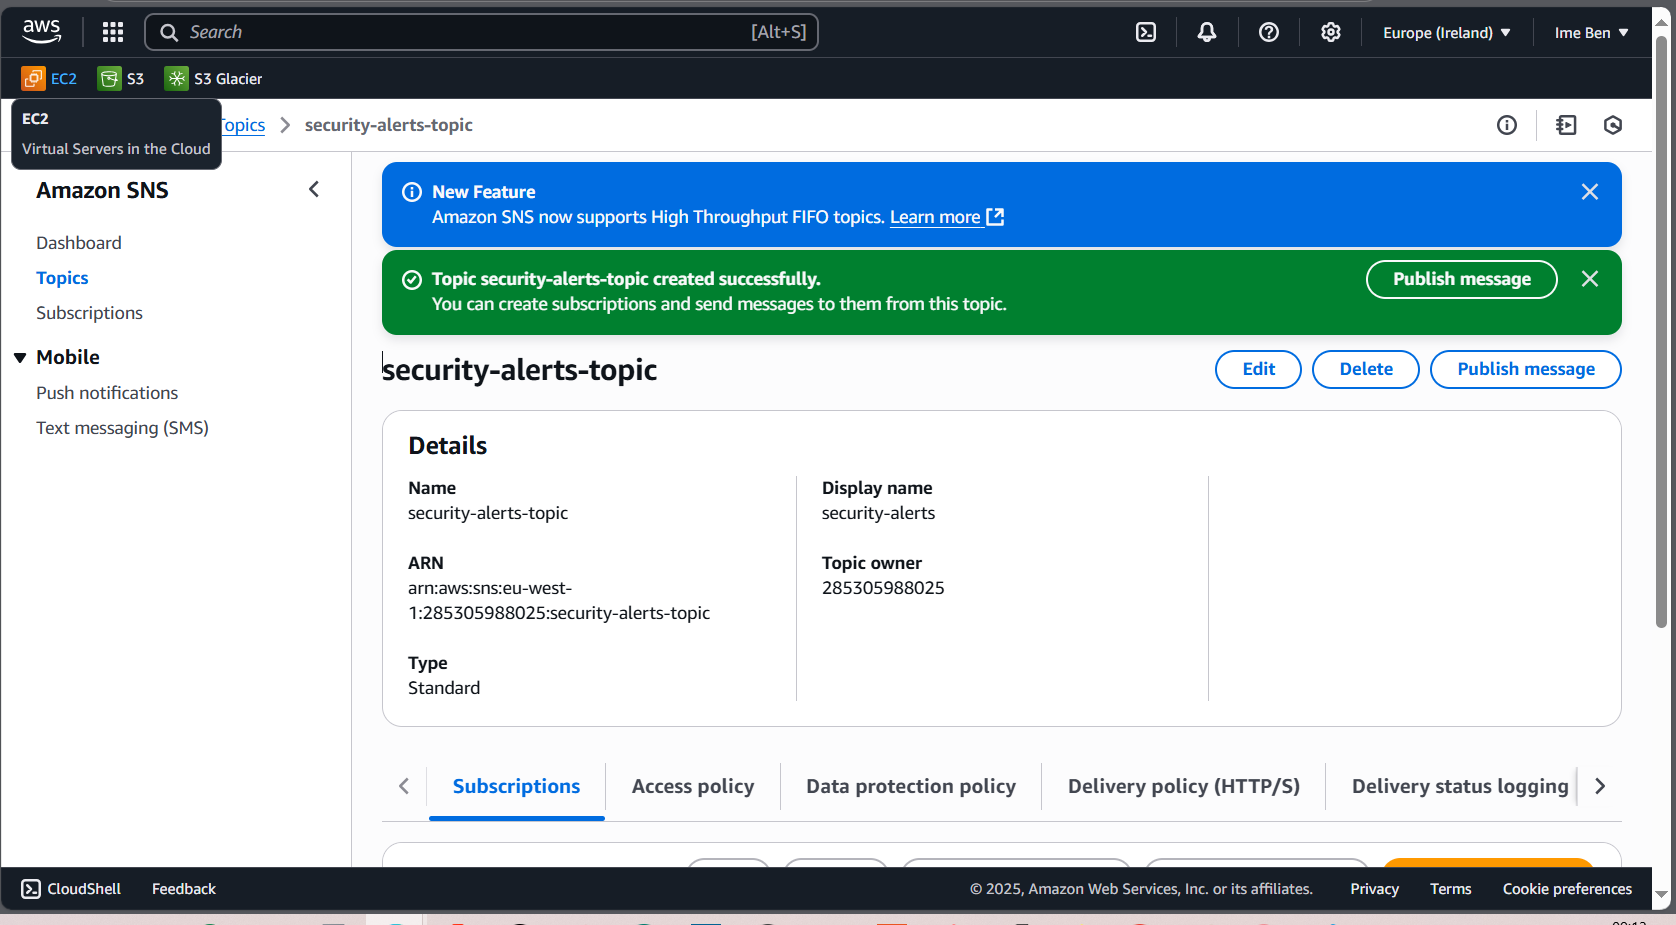 aws
Search
[Alt+S]
Europe (Ireland)
Ime Ben
EC2
S3
S3 Glacier
EC2
Virtual Servers in the Cloud
Topics
security-alerts-topic
Amazon SNS
Dashboard
Topics
Subscriptions
Mobile
Push notifications
Text messaging (SMS)
New Feature
Amazon SNS now supports High Throughput FIFO topics. Learn more
Topic security-alerts-topic created successfully.
You can create subscriptions and send messages to them from this topic.
Publish message
security-alerts-topic
Edit
Delete
Publish message
Details
Name
security-alerts-topic
ARN
arn:aws:sns:eu-west-
1:285305988025:security-alerts-topic
Type
Standard
Display name
security-alerts
Topic owner
285305988025
Subscriptions
Access policy
Data protection policy
Delivery policy (HTTP/S)
Delivery status logging
CloudShell
Feedback
© 2025, Amazon Web Services, Inc. or its affiliates.
Privacy
Terms
Cookie preferences